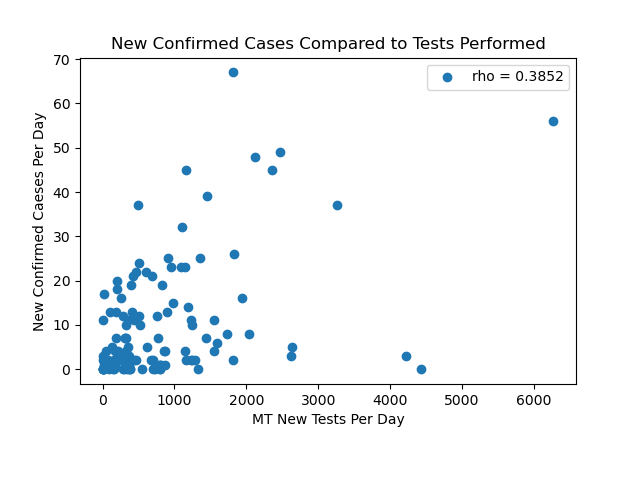 New Confirmed Cases Compared to Tests Performed
rho = 0.3852
New Confirmed Caeses Per Day
70
60
50
40
30
20
10
0
0 1000 2000 3000 4000 5000 6000
MT New Tests Per Day